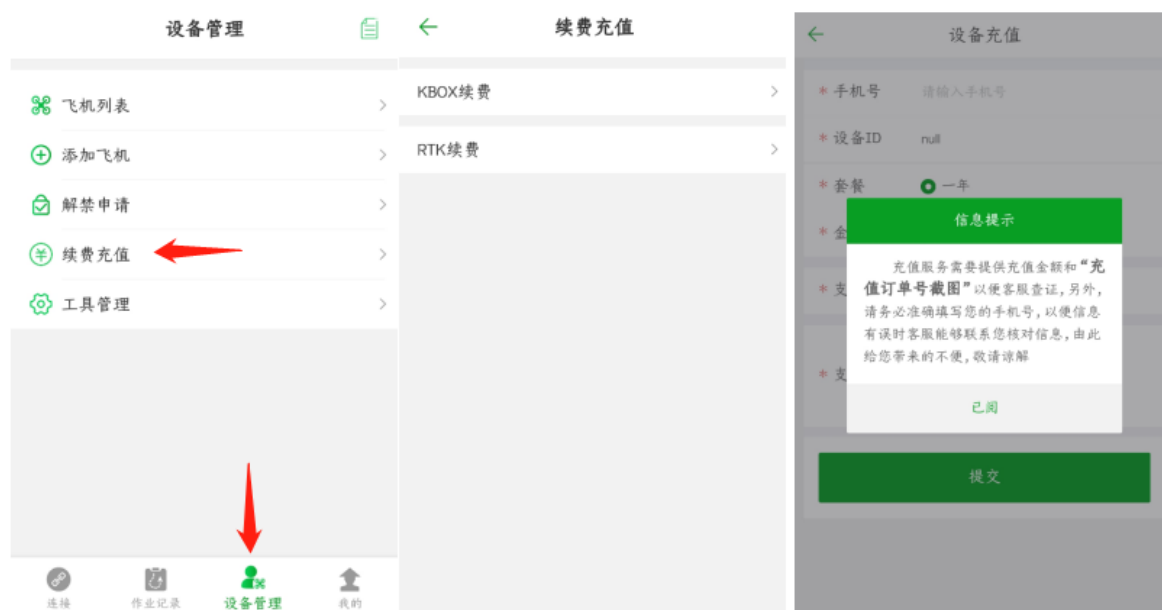 设备管理
飞机列表
添加飞机
解禁申请
续费充值
工具管理
连接
作业记录
设备管理
我的
续费充值
KBOX续费
RTK续费
设备充值
* 手机号 请输入手机号
* 设备ID null
* 套餐 一年
* 金
* 支
* 支
信息提示
充值服务需要提供充值金额和“充
值订单号截图”以便客服查证,另外,
请务必准确填写您的手机号,以便信息
有误时客服能够联系您核对信息,由此
给您带来的不便,敬请谅解
已阅
提交